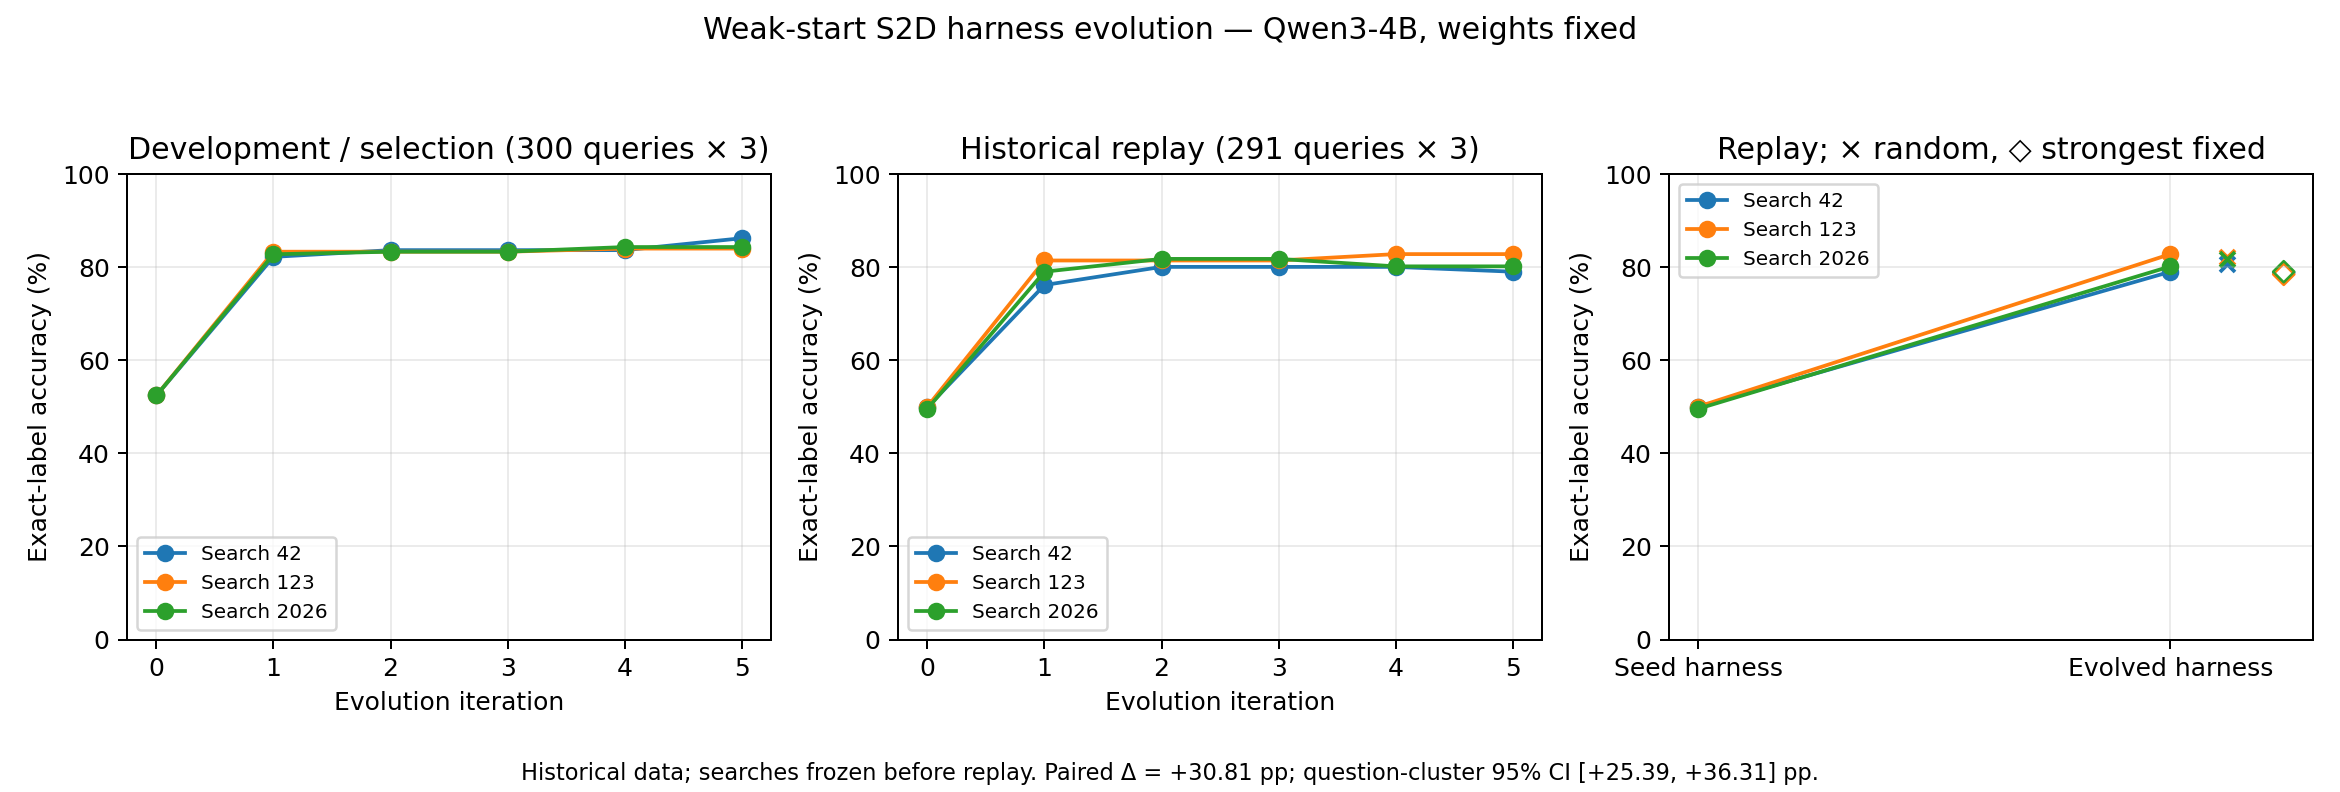 Weak-start S2D harness evolution — Qwen3-4B, weights fixed
Development / selection (300 queries × 3)
Exact-label accuracy (%)
100
80
60
40
20
0
Search 42
Search 123
Search 2026
0 1 2 3 4 5
Evolution iteration
Historical replay (291 queries × 3)
Exact-label accuracy (%)
100
80
60
40
20
0
Search 42
Search 123
Search 2026
0 1 2 3 4 5
Evolution iteration
Replay; × random, ◇ strongest fixed
Exact-label accuracy (%)
100
80
60
40
20
0
Search 42
Search 123
Search 2026
Seed harness Evolved harness
Historical data; searches frozen before replay. Paired Δ = +30.81 pp; question-cluster 95% CI [+25.39, +36.31] pp.